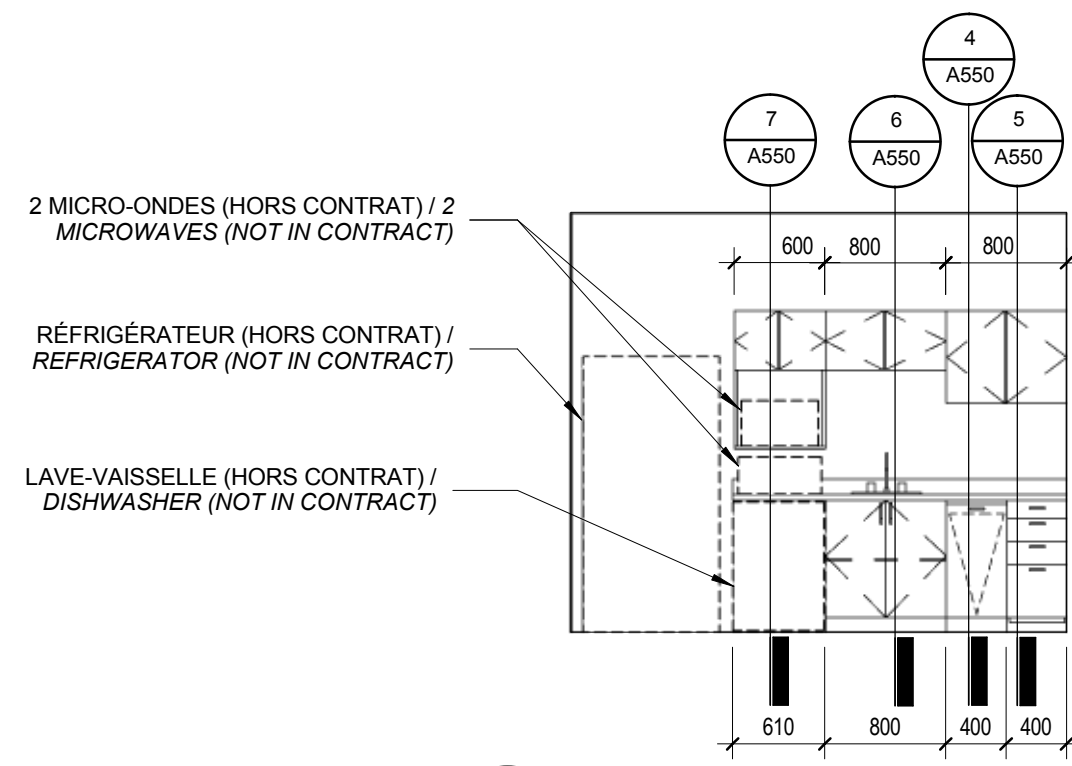 4
A550
7
A550
6
A550
5
A550
2 MICRO-ONDES (HORS CONTRAT) / 2
MICROWAVES (NOT IN CONTRACT)
600
800
800
RÉFRIGÉRATEUR (HORS CONTRAT) /
REFRIGERATOR (NOT IN CONTRACT)
LAVE-VAISSELLE (HORS CONTRAT) /
DISHWASHER (NOT IN CONTRACT)
610
800
400
400